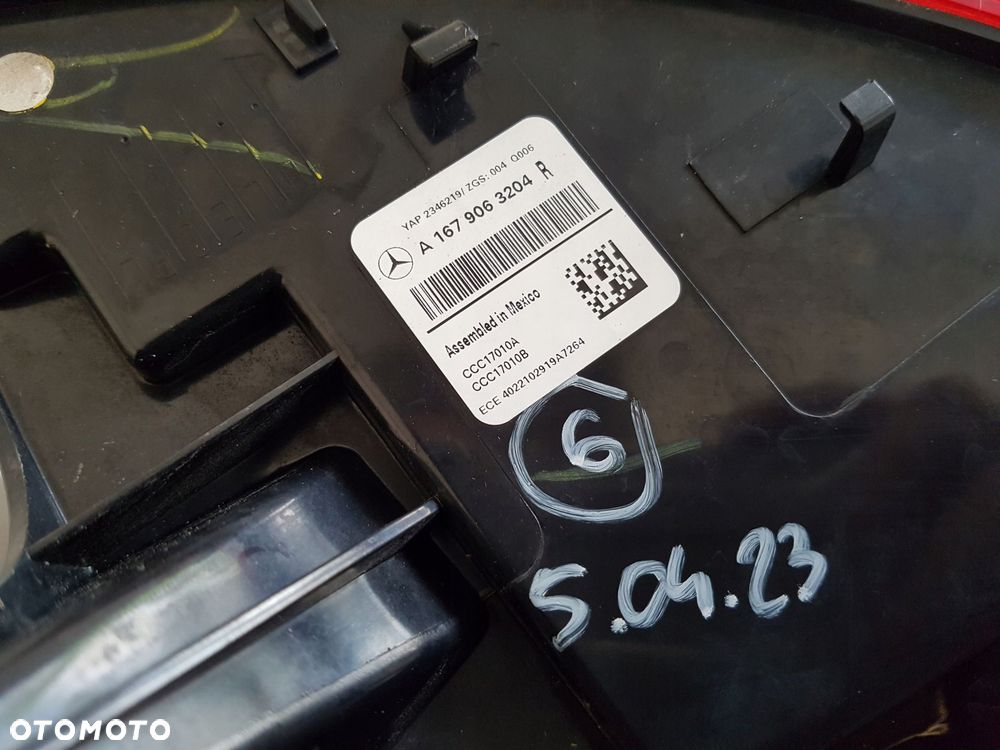 YAP 2346219/ ZGS: 004 Q006
A 167 906 3204 R
Assembled in Mexico
CCC17010A
CCC17010B
ECE 4022102919A7264
6
5.04.23
OTOMOTO